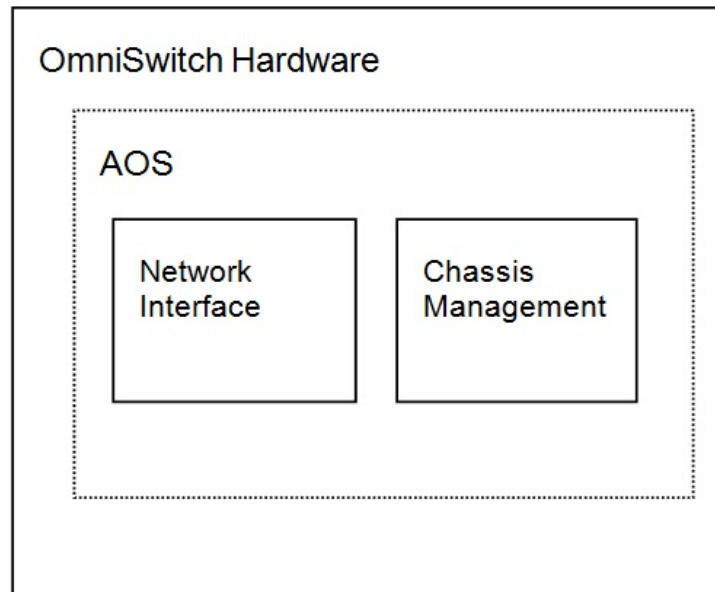 OmniSwitch Hardware
AOS
Network
Interface
Chassis
Management